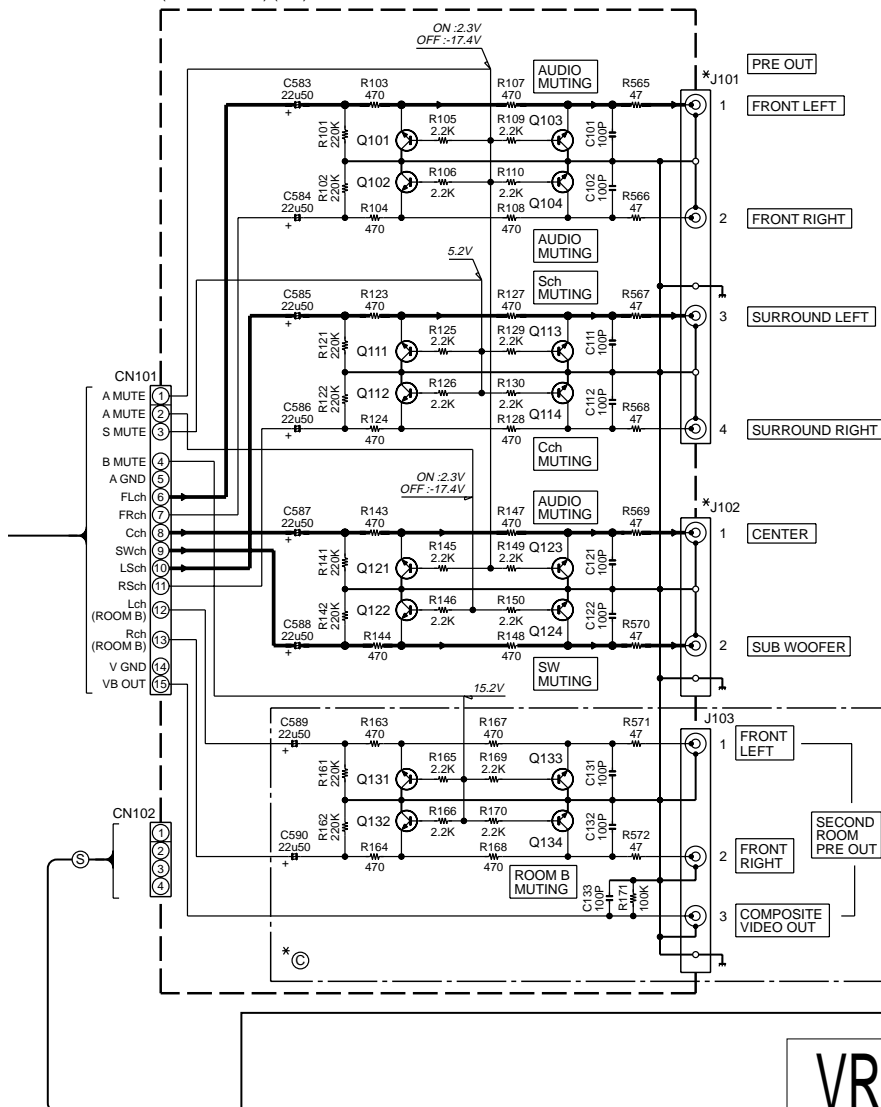 ON :2.3V
OFF :-17.4V
PRE OUT
C583
22u50
+
R103
470
R107
470
AUDIO
MUTING
R565
47
*J101
1
FRONT LEFT
R101
220K
Q101
R105
2.2K
R109
2.2K
Q103
C101
100P
R102
220K
Q102
R106
2.2K
R110
2.2K
Q104
C102
100P
C584
22u50
+
R104
470
R108
470
R566
47
2
FRONT RIGHT
AUDIO
MUTING
5.2V
Sch
MUTING
C585
22u50
+
R123
470
R127
470
R567
47
3
SURROUND LEFT
R121
220K
Q111
R125
2.2K
R129
2.2K
Q113
C111
100P
R122
220K
Q112
R126
2.2K
R130
2.2K
Q114
C112
100P
C586
22u50
+
R124
470
R128
470
R568
47
4
SURROUND RIGHT
Cch
MUTING
CN101
A MUTE 1
A MUTE 2
S MUTE 3
B MUTE 4
A GND 5
FLch 6
FRch 7
Cch 8
SWch 9
LSch 10
RSch 11
Lch
(ROOM B) 12
Rch
(ROOM B) 13
V GND 14
VB OUT 15
ON :2.3V
OFF :-17.4V
AUDIO
MUTING
*J102
C587
22u50
+
R143
470
R147
470
R569
47
1
CENTER
R141
220K
Q121
R145
2.2K
R149
2.2K
Q123
C121
100P
R142
220K
Q122
R146
2.2K
R150
2.2K
Q124
C122
100P
C588
22u50
+
R144
470
R148
470
R570
47
2
SUB WOOFER
SW
MUTING
15.2V
J103
C589
22u50
+
R163
470
R167
470
R571
47
1
FRONT
LEFT
R161
220K
Q131
R165
2.2K
R169
2.2K
Q133
C131
100P
R162
220K
Q132
R166
2.2K
R170
2.2K
Q134
C132
100P
SECOND
ROOM
PRE OUT
C590
22u50
+
R164
470
R168
470
R572
47
2
FRONT
RIGHT
ROOM B
MUTING
C133
100P
R171
100K
3
COMPOSITE
VIDEO OUT
CN102
1
2
3
4
S
*C
VR